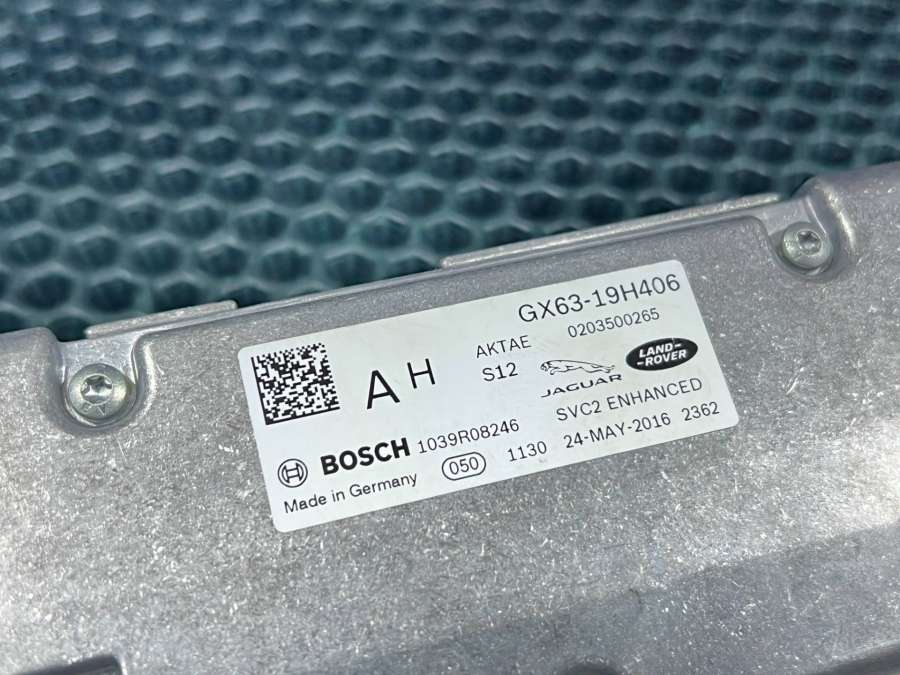 GX63-19H406
0203500265
AKTAE
S12
A H
JAGUAR
LAND-
ROVER
SVC2 ENHANCED
BOSCH 1039R08246
050 1130 24-MAY-2016 2362
Made in Germany